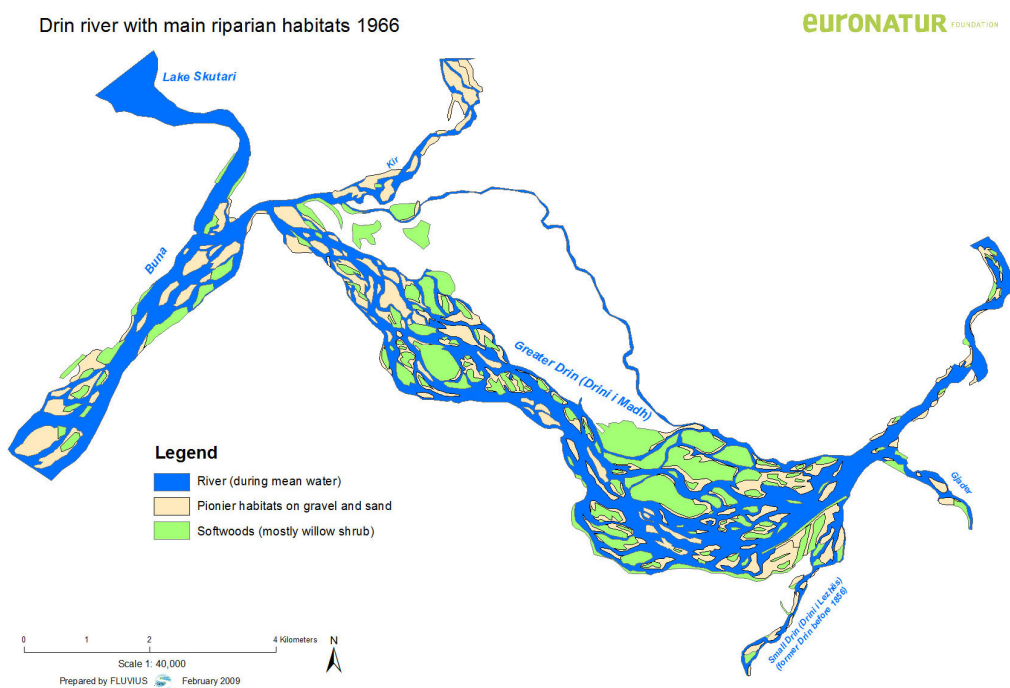 Drin river with main riparian habitats 1966
euronatur FOUNDATION
Lake Skutari
Kir
Buna
Greater Drin (Drini i Madh)
Gjader
Small Drin (Drini i Lezhës)
(former Drin before 1856)
Legend
River (during mean water)
Pionier habitats on gravel and sand
Softwoods (mostly willow shrub)
0 1 2 4 Kilometers
N
Scale 1: 40,000
Prepared by FLUVIUS February 2009